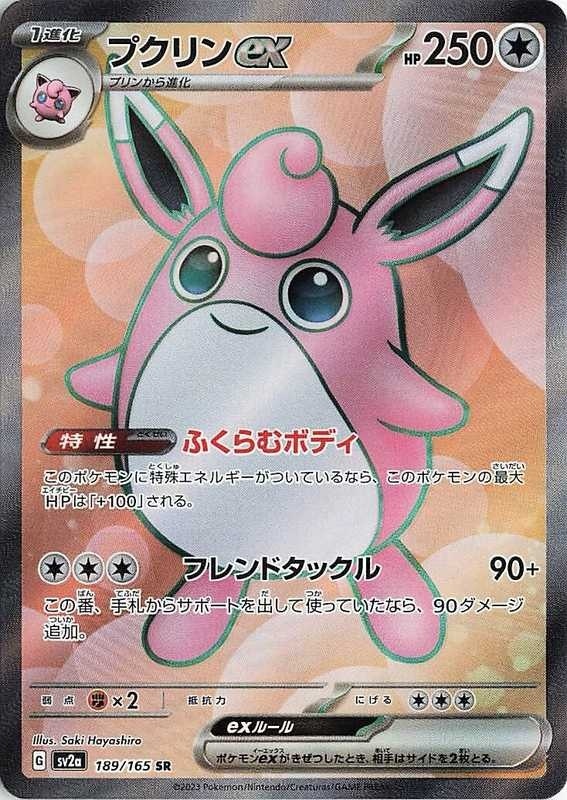 1進化
プクリンex
HP250
プリンから進化
特性
とくせい
ふくらむボディ
このポケモンに特殊エネルギーがついているなら、このポケモンの最大
HPは「+100」される。
フレンドタックル 90+
この番、手札からサポートを出して使っていたなら、90ダメージ
追加。
弱点 ×2 抵抗力 にげる
exルール
ポケモンexがきぜつしたとき、相手はサイドを2枚とる。
Illus. Saki Hayashiro
G sv2a 189/165 SR
©2023 Pokémon/Nintendo/Creatures/GAME FREAK